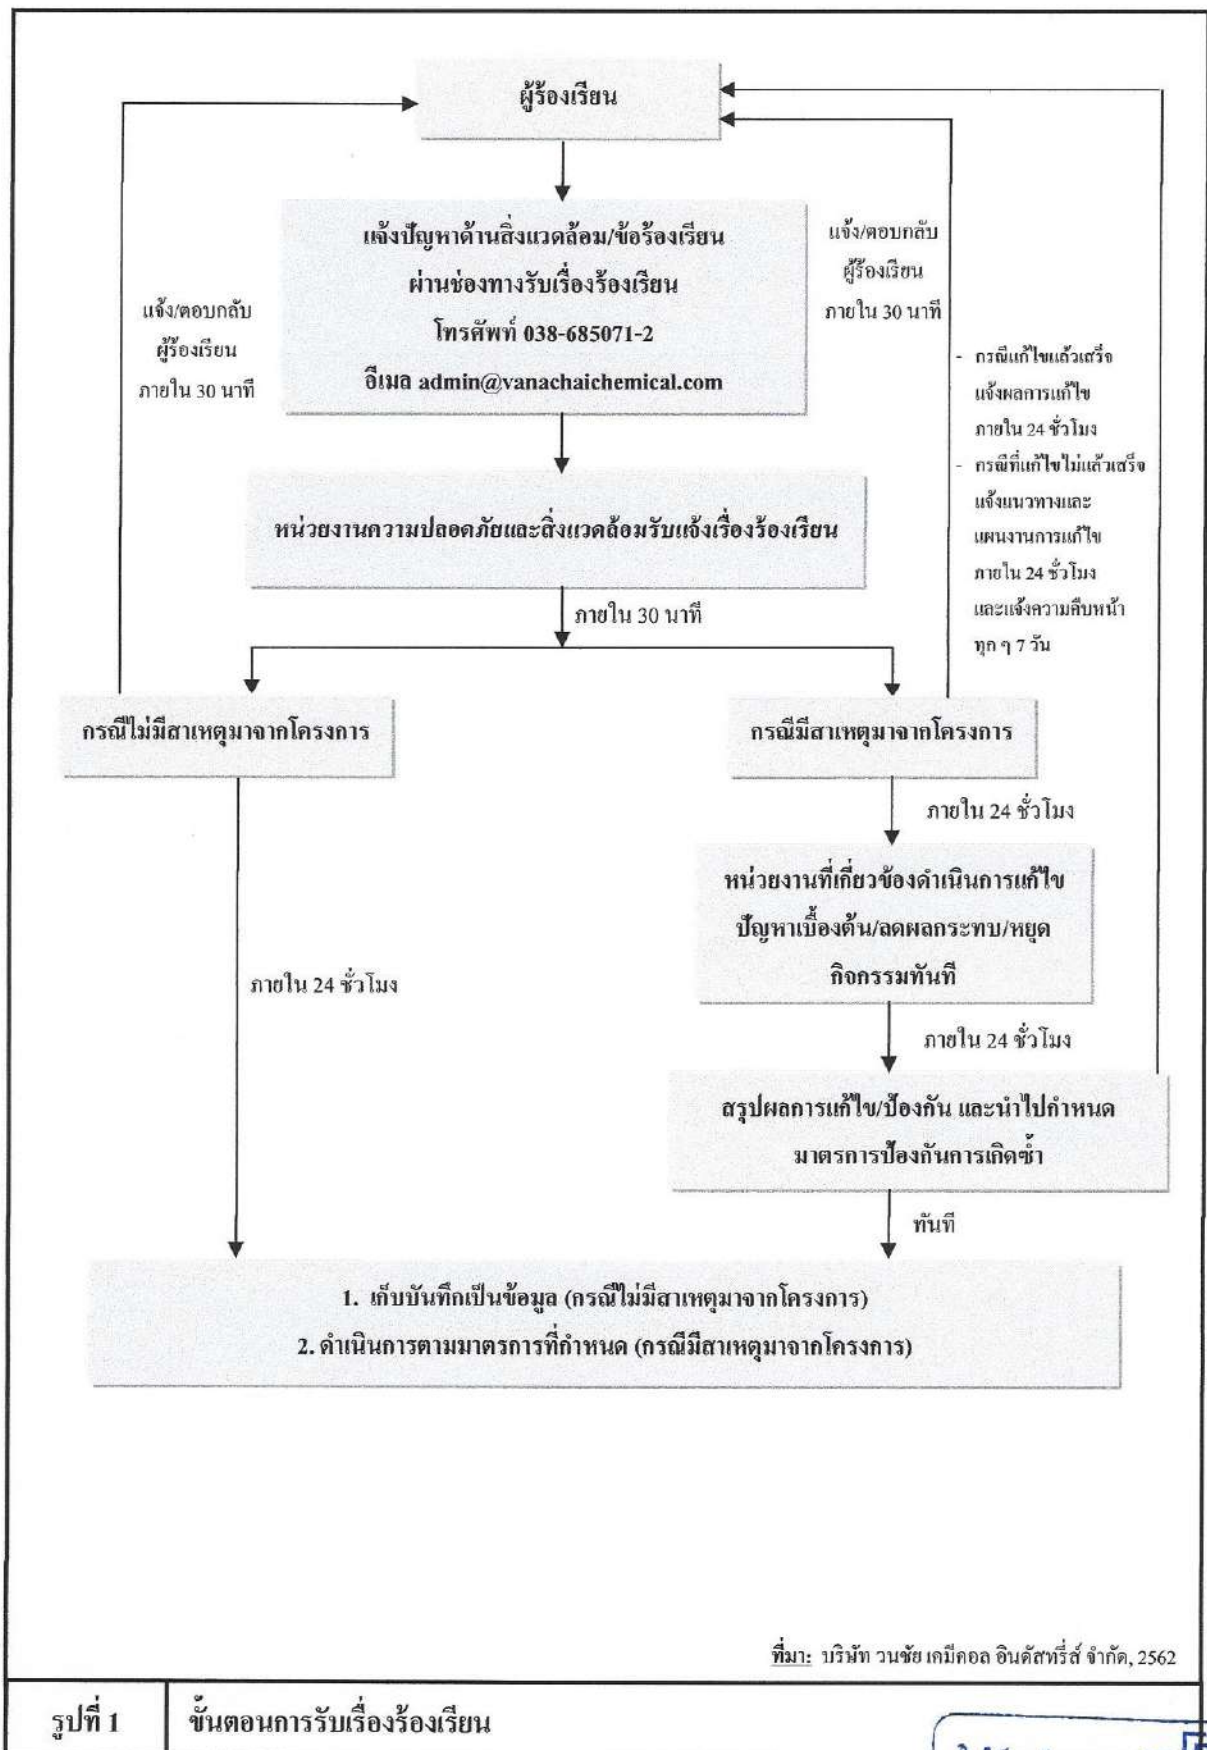 ผู้ร้องเรียน
แจ้งปัญหาด้านสิ่งแวดล้อม/ข้อร้องเรียน
ผ่านช่องทางรับเรื่องร้องเรียน
โทรศัพท์ 038-685071-2
อีเมล admin@vanachaichemical.com
แจ้ง/ตอบกลับ
ผู้ร้องเรียน
ภายใน 30 นาที
แจ้ง/ตอบกลับ
ผู้ร้องเรียน
ภายใน 30 นาที
- กรณีแก้ไขแล้วเสร็จ
แจ้งผลการแก้ไข
ภายใน 24 ชั่วโมง
- กรณีที่แก้ไขไม่แล้วเสร็จ
แจ้งแนวทางและ
แผนงานการแก้ไข
ภายใน 24 ชั่วโมง
และแจ้งความคืบหน้า
ทุก ๆ 7 วัน
หน่วยงานความปลอดภัยและสิ่งแวดล้อมรับแจ้งเรื่องร้องเรียน
ภายใน 30 นาที
กรณีไม่มีสาเหตุมาจากโครงการ
กรณีมีสาเหตุมาจากโครงการ
ภายใน 24 ชั่วโมง
หน่วยงานที่เกี่ยวข้องดำเนินการแก้ไข
ปัญหาเบื้องต้น/ลดผลกระทบ/หยุด
กิจกรรมทันที
ภายใน 24 ชั่วโมง
ภายใน 24 ชั่วโมง
สรุปผลการแก้ไข/ป้องกัน และนำไปกำหนด
มาตรการป้องกันการเกิดซ้ำ
ทันที
1. เก็บบันทึกเป็นข้อมูล (กรณีไม่มีสาเหตุมาจากโครงการ)
2. ดำเนินการตามมาตรการที่กำหนด (กรณีมีสาเหตุมาจากโครงการ)
ที่มา: บริษัท วนชัย เคมีคอล อินดัสทรี่ส์ จำกัด, 2562
รูปที่ 1
ขั้นตอนการรับเรื่องร้องเรียน